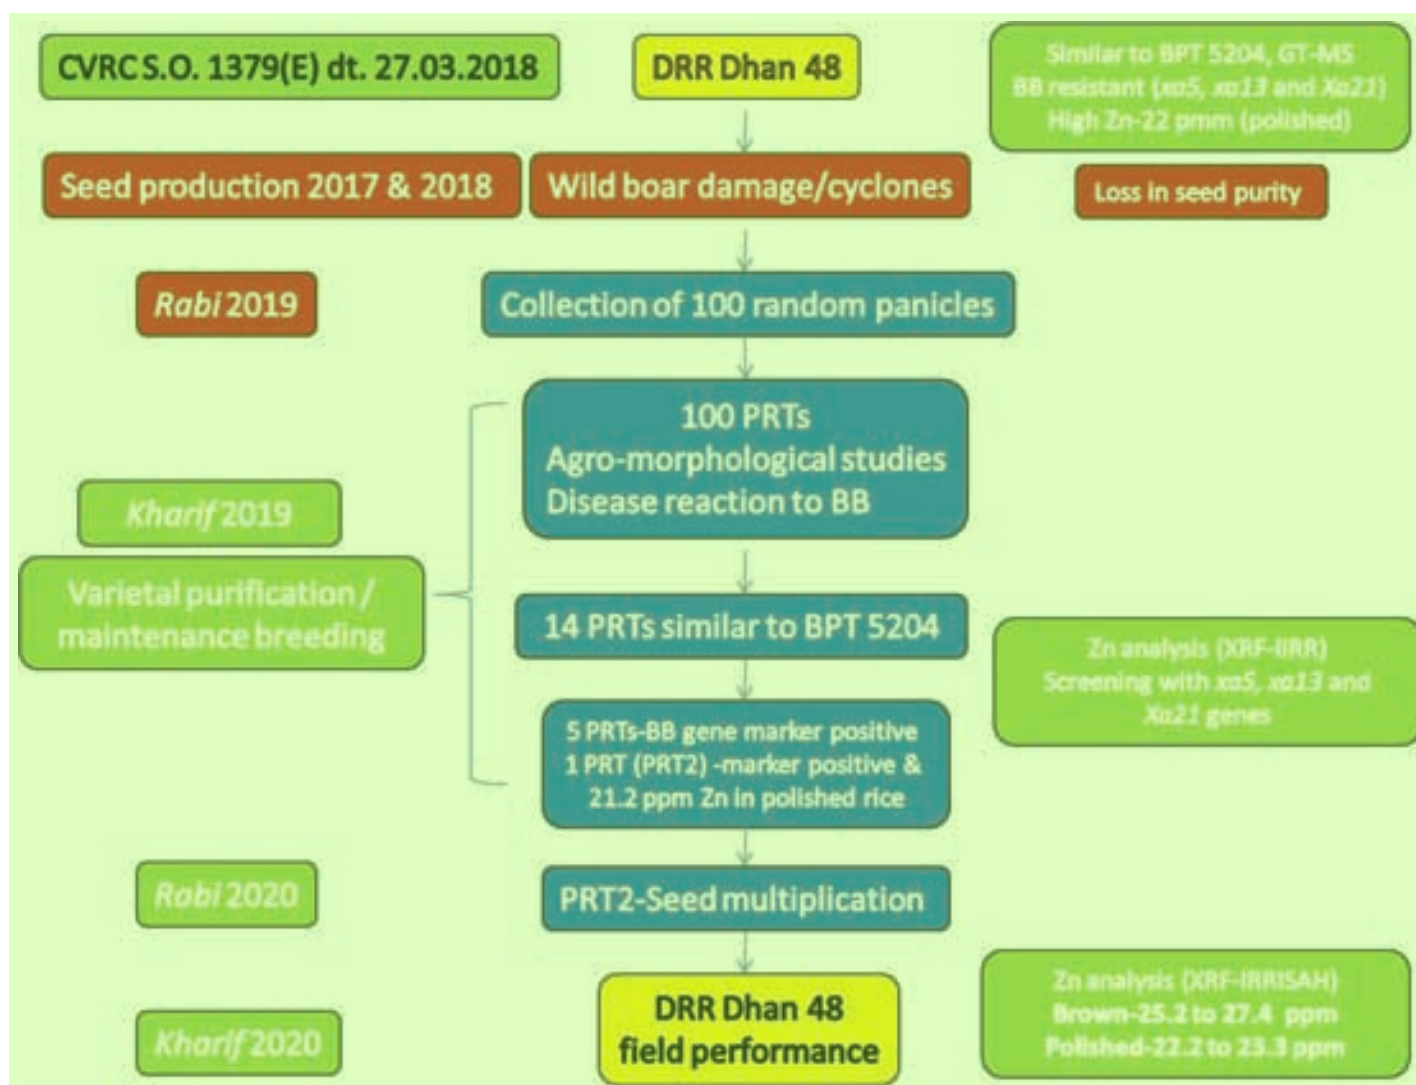 CVRC S.O. 1379(E) dt. 27.03.2018
DRR Dhan 48
Similar to BPT 5204, GT-MS
BB resistant (xa5, xa13 and Xa21)
High Zn-22 pmm (polished)
Seed production 2017 & 2018
Wild boar damage/cyclones
Loss in seed purity
Rabi 2019
Collection of 100 random panicles
100 PRTs
Agro-morphological studies
Disease reaction to BB
Kharif 2019
Varietal purification /
maintenance breeding
14 PRTs similar to BPT 5204
Zn analysis (XRF-IIRR)
Screening with xa5, xa13 and
Xa21 genes
5 PRTs-BB gene marker positive
1 PRT (PRT2) -marker positive &
21.2 ppm Zn in polished rice
Rabi 2020
PRT2-Seed multiplication
Kharif 2020
DRR Dhan 48
field performance
Zn analysis (XRF-IRRISAH)
Brown-25.2 to 27.4 ppm
Polished-22.2 to 23.3 ppm